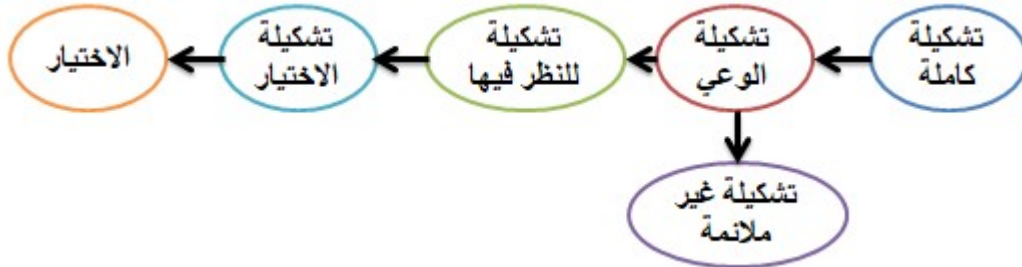 تشكيلة
كاملة
تشكيلة
الوعي
تشكيلة
للنظر فيها
تشكيلة
الاختيار
الاختيار
تشكيلة غير
ملائمة